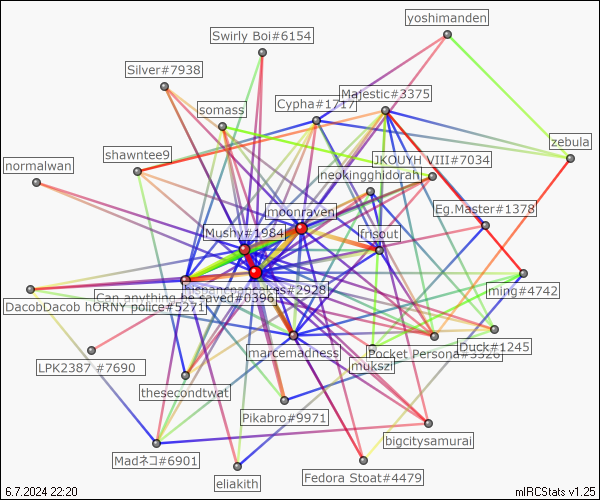 yoshimanden
Swirly Boi#6154
Silver#7938
Majestic#3375
Cypha#1717
somass
zebula
shawntee9
JKOUYH VIII#7034
normalwan
neokingghidorah
moonraven
Eg.Master#1378
Mushy#1984
frisout
hispanicpancakes#2928
ming#4742
Can anything be saved#0396
DacobDacob hORNY police#5271
Duck#1245
marcemadness
Pocket Persona#3326
LPK2387 #7690
mukszi
thesecondtwat
Pikabro#9971
bigcitysamurai
Madネコ#6901
Fedora Stoat#4479
eliakith
6.7.2024 22:20
mIRCStats v1.25